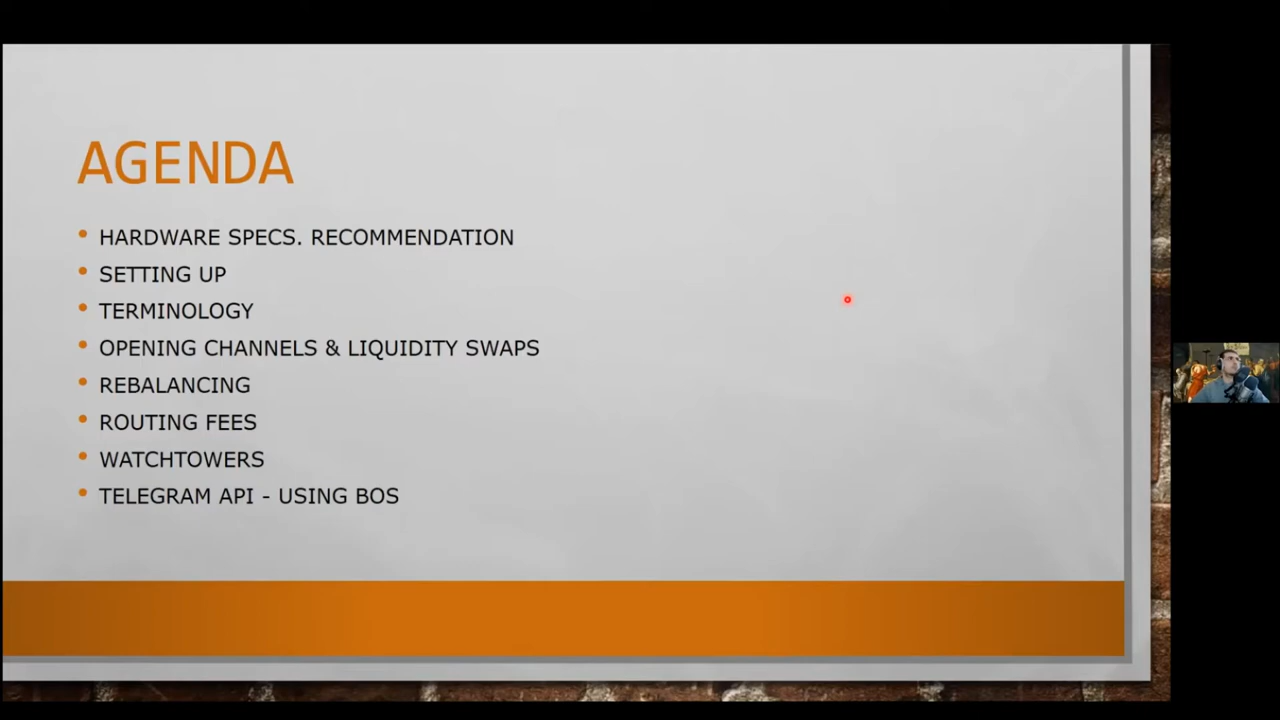 AGENDA
HARDWARE SPECS. RECOMMENDATION
SETTING UP
TERMINOLOGY
OPENING CHANNELS & LIQUIDITY SWAPS
REBALANCING
ROUTING FEES
WATCHTOWERS
TELEGRAM API - USING BOS